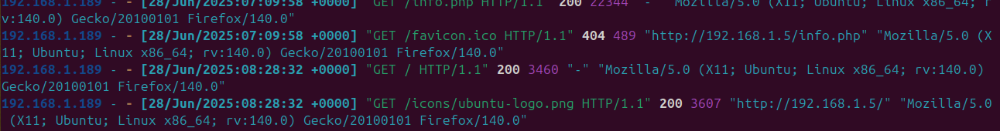 192.168.1.189 - - [28/Jun/2025:07:09:58 +0000] "GET /info.php HTTP/1.1" 200 22344 "-" "Mozilla/5.0 (X11; Ubuntu; Linux x86_64; r
v:140.0) Gecko/20100101 Firefox/140.0"
192.168.1.189 - - [28/Jun/2025:07:09:58 +0000] "GET /favicon.ico HTTP/1.1" 404 489 "http://192.168.1.5/info.php" "Mozilla/5.0 (X
11; Ubuntu; Linux x86_64; rv:140.0) Gecko/20100101 Firefox/140.0"
192.168.1.189 - - [28/Jun/2025:08:28:32 +0000] "GET / HTTP/1.1" 200 3460 "-" "Mozilla/5.0 (X11; Ubuntu; Linux x86_64; rv:140.0)
Gecko/20100101 Firefox/140.0"
192.168.1.189 - - [28/Jun/2025:08:28:32 +0000] "GET /icons/ubuntu-logo.png HTTP/1.1" 200 3607 "http://192.168.1.5/" "Mozilla/5.0
(X11; Ubuntu; Linux x86_64; rv:140.0) Gecko/20100101 Firefox/140.0"